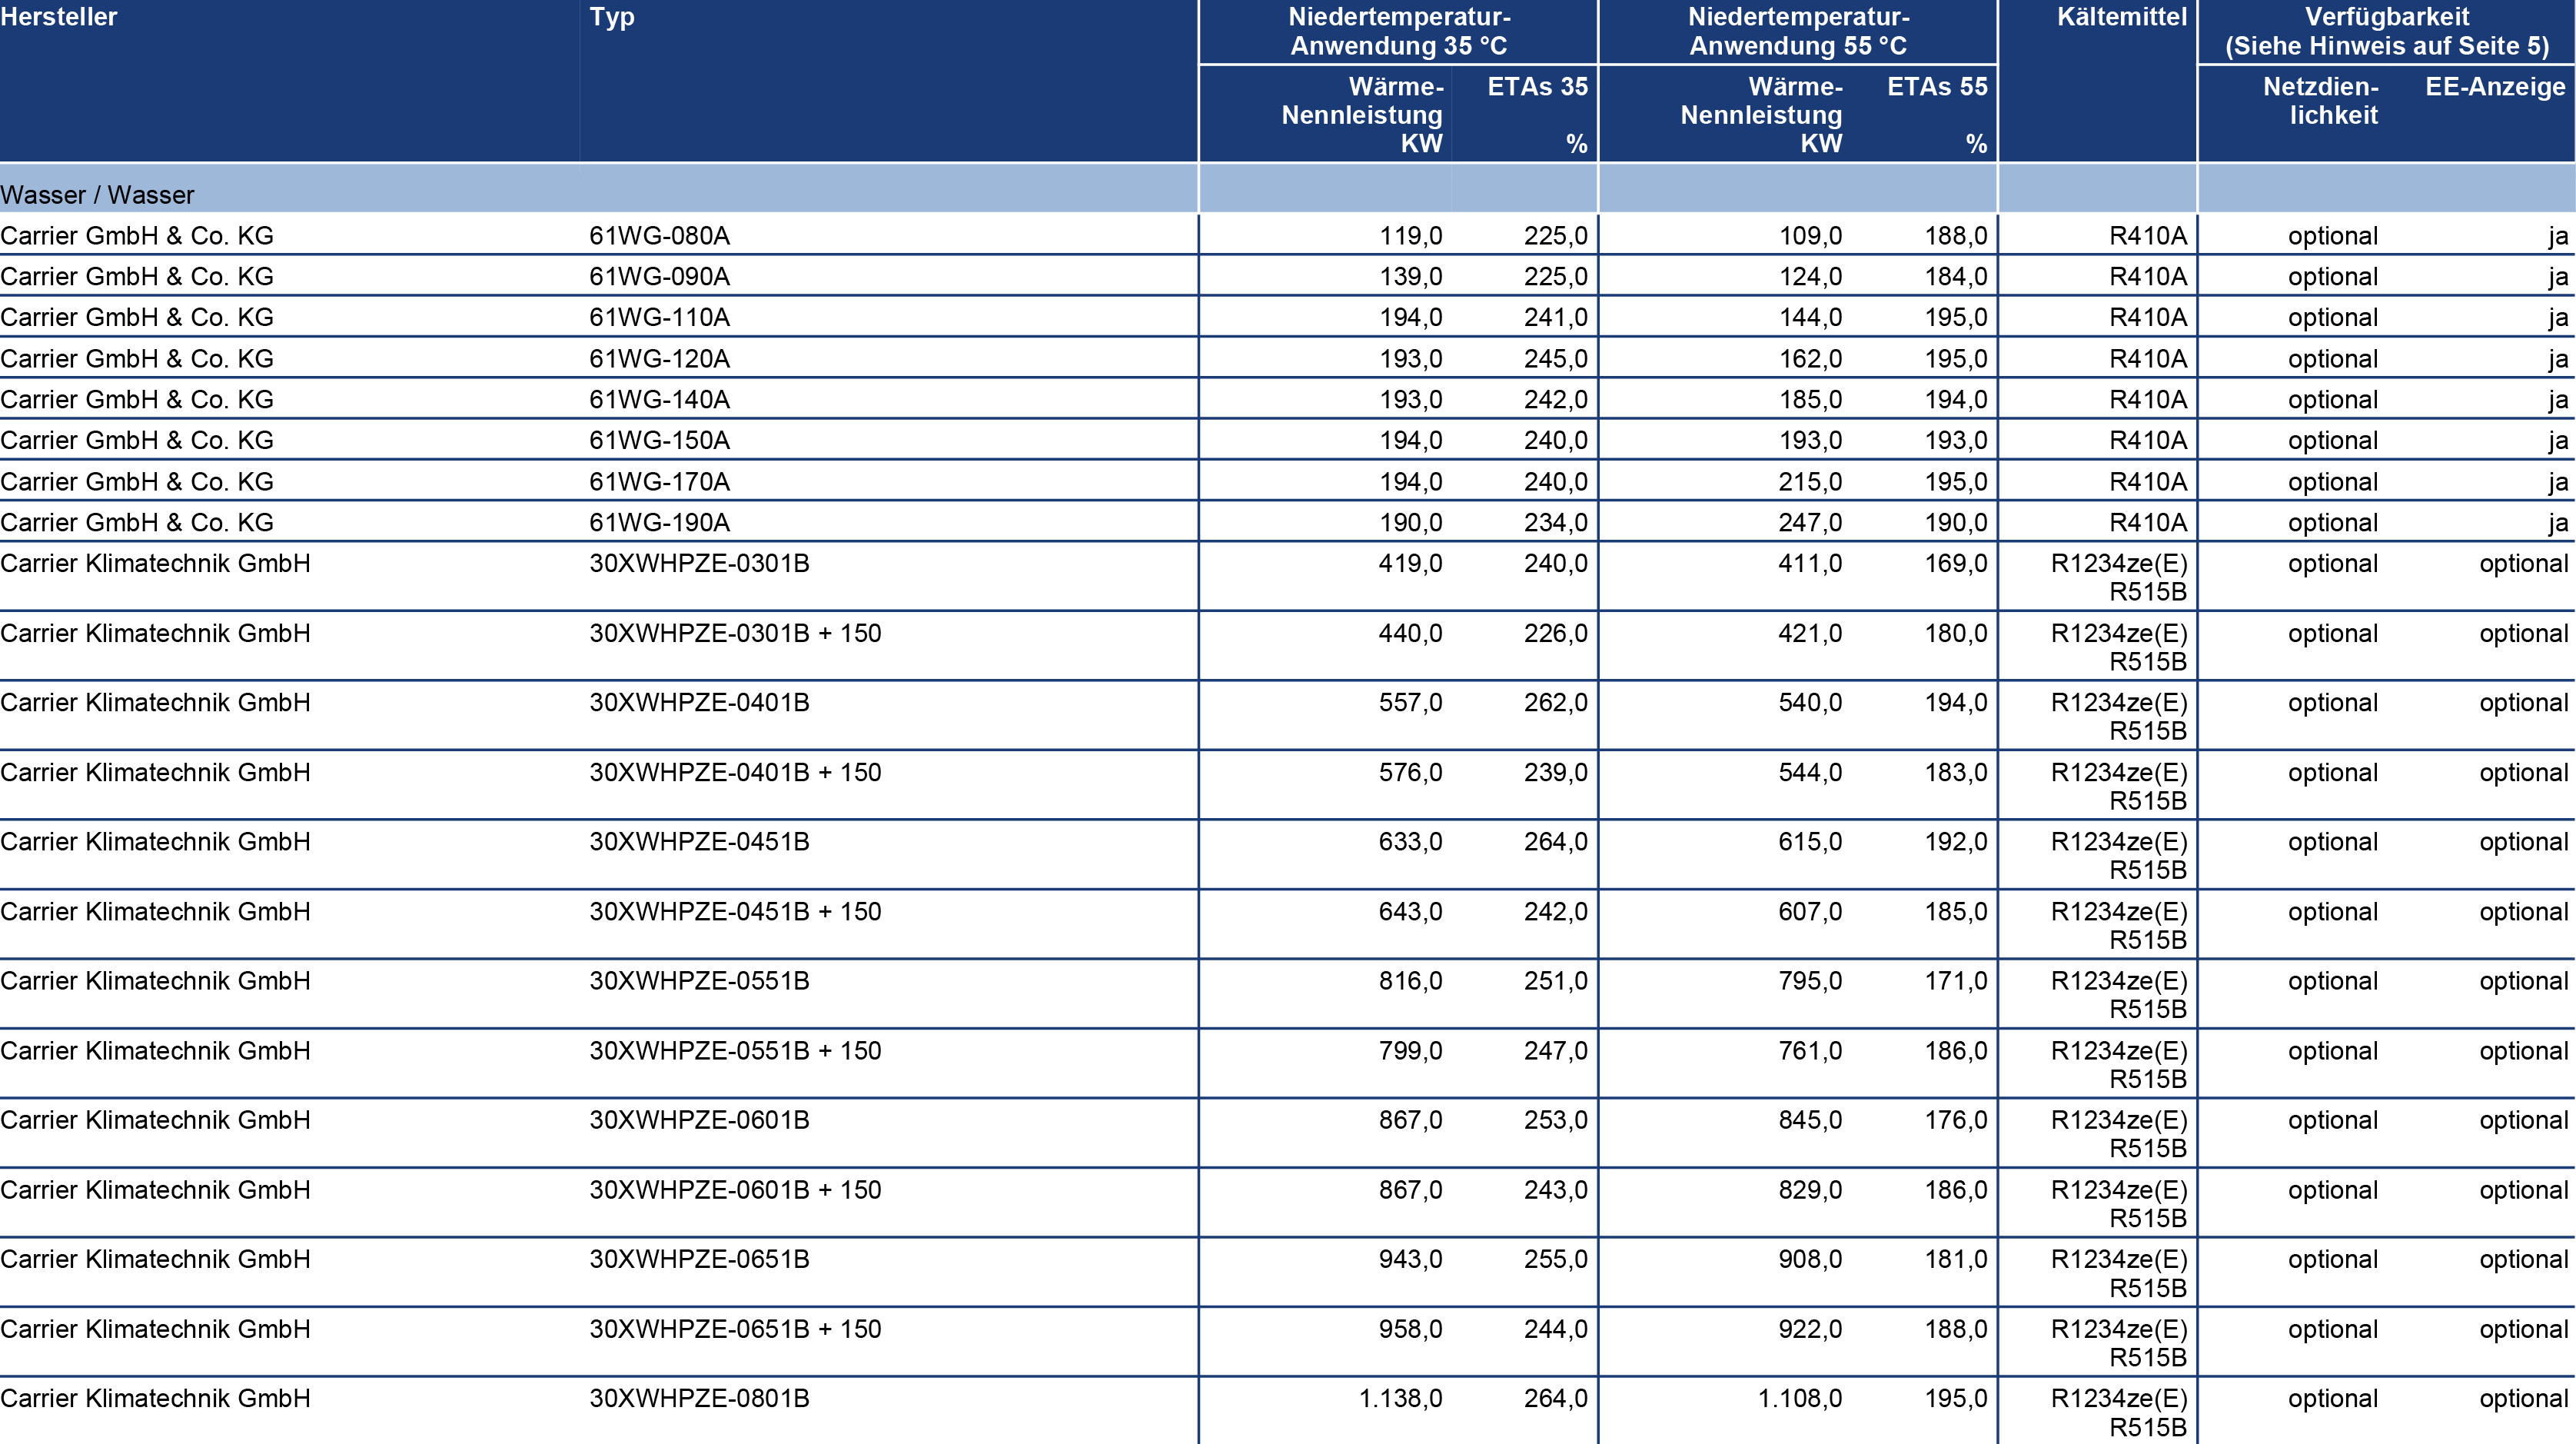 Hersteller Typ Niedertemperatur- Niedertemperatur- Kältemittel Verfügbarkeit
Anwendung 35 °C Anwendung 55 °C (Siehe Hinweis auf Seite 5)
Wärme- ETAs 35 Wärme- ETAs 55 Netzdien- EE-Anzeige
Nennleistung Nennleistung lichkeit
KW % KW %
Wasser / Wasser
Carrier GmbH & Co. KG 61WG-080A 119,0 225,0 109,0 188,0 R410A optional ja
Carrier GmbH & Co. KG 61WG-090A 139,0 225,0 124,0 184,0 R410A optional ja
Carrier GmbH & Co. KG 61WG-110A 194,0 241,0 144,0 195,0 R410A optional ja
Carrier GmbH & Co. KG 61WG-120A 193,0 245,0 162,0 195,0 R410A optional ja
Carrier GmbH & Co. KG 61WG-140A 193,0 242,0 185,0 194,0 R410A optional ja
Carrier GmbH & Co. KG 61WG-150A 194,0 240,0 193,0 193,0 R410A optional ja
Carrier GmbH & Co. KG 61WG-170A 194,0 240,0 215,0 195,0 R410A optional ja
Carrier GmbH & Co. KG 61WG-190A 190,0 234,0 247,0 190,0 R410A optional ja
Carrier Klimatechnik GmbH 30XWHPZE-0301B 419,0 240,0 411,0 169,0 R1234ze(E) optional optional
R515B
Carrier Klimatechnik GmbH 30XWHPZE-0301B + 150 440,0 226,0 421,0 180,0 R1234ze(E) optional optional
R515B
Carrier Klimatechnik GmbH 30XWHPZE-0401B 557,0 262,0 540,0 194,0 R1234ze(E) optional optional
R515B
Carrier Klimatechnik GmbH 30XWHPZE-0401B + 150 576,0 239,0 544,0 183,0 R1234ze(E) optional optional
R515B
Carrier Klimatechnik GmbH 30XWHPZE-0451B 633,0 264,0 615,0 192,0 R1234ze(E) optional optional
R515B
Carrier Klimatechnik GmbH 30XWHPZE-0451B + 150 643,0 242,0 607,0 185,0 R1234ze(E) optional optional
R515B
Carrier Klimatechnik GmbH 30XWHPZE-0551B 816,0 251,0 795,0 171,0 R1234ze(E) optional optional
R515B
Carrier Klimatechnik GmbH 30XWHPZE-0551B + 150 799,0 247,0 761,0 186,0 R1234ze(E) optional optional
R515B
Carrier Klimatechnik GmbH 30XWHPZE-0601B 867,0 253,0 845,0 176,0 R1234ze(E) optional optional
R515B
Carrier Klimatechnik GmbH 30XWHPZE-0601B + 150 867,0 243,0 829,0 186,0 R1234ze(E) optional optional
R515B
Carrier Klimatechnik GmbH 30XWHPZE-0651B 943,0 255,0 908,0 181,0 R1234ze(E) optional optional
R515B
Carrier Klimatechnik GmbH 30XWHPZE-0651B + 150 958,0 244,0 922,0 188,0 R1234ze(E) optional optional
R515B
Carrier Klimatechnik GmbH 30XWHPZE-0801B 1.138,0 264,0 1.108,0 195,0 R1234ze(E) optional optional
R515B